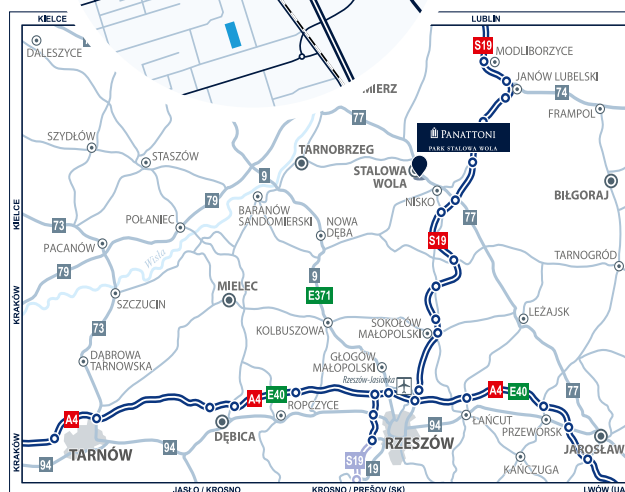 KIELCE
LUBLIN
DALESZYCE
S19
MODLIBORZYCE
JANÓW LUBELSKI
74
MIERZ
77
FRAMPOL
SZYDŁÓW
STASZÓW
TARNOBRZEG
PANATTONI
PARK STALOWA WOLA
STALOWA
WOLA
9
79
NISKO
BIŁGORAJ
KIELCE
73
POŁANIEC
BARANÓW
SANDOMIERSKI
NOWA
DĘBA
77
S19
PACANÓW
Wisła
TARNOGRÓD
79
9
E371
KRAKÓW
SZCZUCIN
MIELEC
LEŻAJSK
73
KOLBUSZOWA
SOKOŁÓW
MAŁOPOLSKI
DABROWA
TARNOWSKA
GŁOGÓW
MAŁOPOLSKI
Rzeszów-Jasionka
A4
E40
A4
E40
77
A4
ROPCZYCE
94
ŁAŃCUT
PRZEWORSK
DĘBICA
RZESZÓW
JAROSŁAW
KRAKÓW
TARNÓW
94
94
S19
19
KAŃCZUGA
JASŁO / KROSNO
KROSNO / PREŠOV (SK)
LWÓW (UA